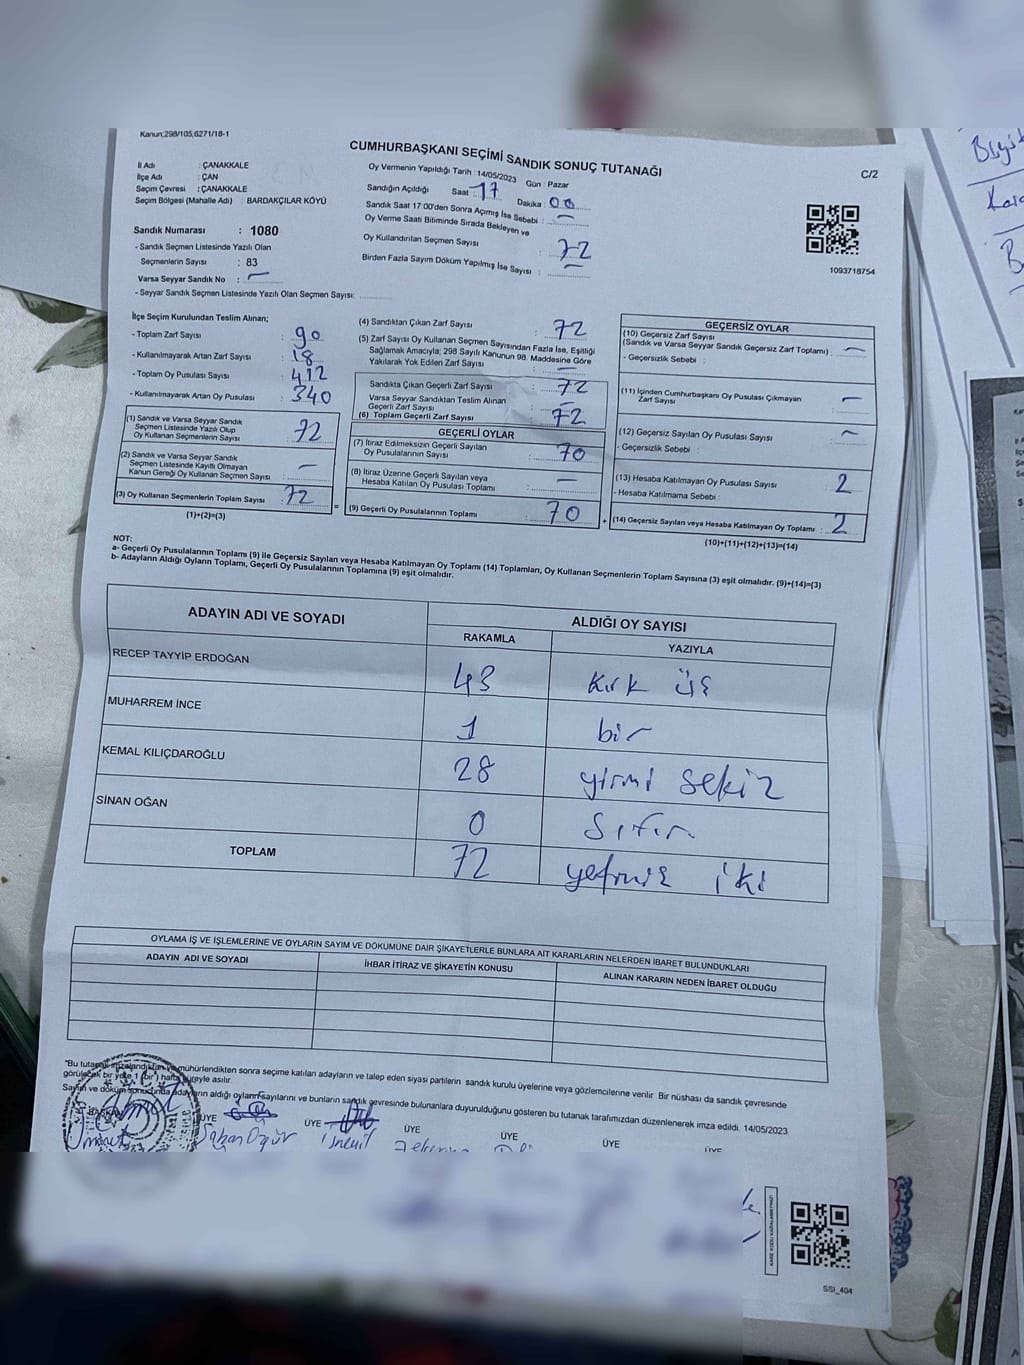 Kanun:298/105,6271/18-1
CUMHURBAŞKANI SEÇİMİ SANDIK SONUÇ TUTANAĞI
C/2
İl Adı : ÇANAKKALE
İlçe Adı : ÇAN
Seçim Çevresi : ÇANAKKALE
Seçim Bölgesi (Mahalle Adı) : BARDAKÇILAR KÖYÜ
Sandık Numarası : 1080
- Sandık Seçmen Listesinde Yazılı Olan
Seçmenlerin Sayısı : 83
Varsa Seyyar Sandık No : —
- Seyyar Sandık Seçmen Listesinde Yazılı Olan Seçmen Sayısı:
Oy Vermenin Yapıldığı Tarih : 14/05/2023 Gün : Pazar
Sandığın Açıldığı Saat : 17 Dakika : 00
Sandık Saat 17:00'den Sonra Açımış İse Sebebi : —
Oy Verme Saati Bitiminde Sırada Bekleyen ve
Oy Kullandırılan Seçmen Sayısı : 72
Birden Fazla Sayım Döküm Yapılmış İse Sayısı : —
1093718754
İlçe Seçim Kurulundan Teslim Alınan;
- Toplam Zarf Sayısı : 90
- Kullanılmayarak Artan Zarf Sayısı : 18
- Toplam Oy Pusulası Sayısı : 412
- Kullanılmayarak Artan Oy Pusulası : 340
(1) Sandık ve Varsa Seyyar Sandık
Seçmen Listesinde Yazılı Olup
Oy Kullanan Seçmenlerin Sayısı : 72
(2) Sandık ve Varsa Seyyar Sandık
Seçmen Listesinde Kayıtlı Olmayan
Kanun Gereği Oy Kullanan Seçmen Sayısı : —
(3) Oy Kullanan Seçmenlerin Toplam Sayısı : 72
(1)+(2)=(3)
(4) Sandıktan Çıkan Zarf Sayısı : 72
(5) Zarf Sayısı Oy Kullanan Seçmen Sayısından Fazla İse, Eşitliği
Sağlamak Amacıyla; 298 Sayılı Kanunun 98. Maddesine Göre
Yakılarak Yok Edilen Zarf Sayısı : —
Sandıkta Çıkan Geçerli Zarf Sayısı : 72
Varsa Seyyar Sandıktan Teslim Alınan
Geçerli Zarf Sayısı : —
(6) Toplam Geçerli Zarf Sayısı : 72
GEÇERLİ OYLAR
(7) İtiraz Edilmeksizin Geçerli Sayılan
Oy Pusulalarının Sayısı : 70
(8) İtiraz Üzerine Geçerli Sayılan veya
Hesaba Katılan Oy Pusulası Toplamı : —
(9) Geçerli Oy Pusulalarının Toplamı : 70
GEÇERSİZ OYLAR
(10) Geçersiz Zarf Sayısı
(Sandık ve Varsa Seyyar Sandık Geçersiz Zarf Toplamı) : —
- Geçersizlik Sebebi :
(11) İçinden Cumhurbaşkanı Oy Pusulası Çıkmayan
Zarf Sayısı : —
(12) Geçersiz Sayılan Oy Pusulası Sayısı : —
- Geçersizlik Sebebi :
(13) Hesaba Katılmayan Oy Pusulası Sayısı : 2
- Hesaba Katılmama Sebebi :
(14) Geçersiz Sayılan veya Hesaba Katılmayan Oy Toplamı : 2
(10)+(11)+(12)+(13)=(14)
NOT:
a- Geçerli Oy Pusulalarının Toplamı (9) ile Geçersiz Sayılan veya Hesaba Katılmayan Oy Toplamı (14) Toplamları, Oy Kullanan Seçmenlerin Toplam Sayısına (3) eşit olmalıdır. (9)+(14)=(3)
b- Adayların Aldığı Oyların Toplamı, Geçerli Oy Pusulalarının Toplamına (9) eşit olmalıdır.
ADAYIN ADI VE SOYADI ALDIĞI OY SAYISI
RAKAMLA YAZIYLA
RECEP TAYYİP ERDOĞAN 43 Kırk üç
MUHARREM İNCE 1 bir
KEMAL KILIÇDAROĞLU 28 yirmi sekiz
SİNAN OĞAN 0 Sıfır
TOPLAM 72 yetmiş iki
OYLAMA İŞ VE İŞLEMLERİNE VE OYLARIN SAYIM VE DÖKÜMÜNE DAİR ŞİKAYETLERLE BUNLARA AİT KARARLARIN NELERDEN İBARET BULUNDUKLARI
ADAYIN ADI VE SOYADI İHBAR İTİRAZ VE ŞİKAYETİN KONUSU ALINAN KARARIN NEDEN İBARET OLDUĞU
"Bu tutanak imzalandıktan ve mühürlendikten sonra seçime katılan adayların ve talep eden siyasi partilerin sandık kurulu üyelerine veya gözlemcilerine verilir. Bir nüshası da sandık çevresinde
görülecek bir yere 1 (bir) hafta süreyle asılır.
Sayım ve döküm sonucunda adayların aldığı oyların sayılarını ve bunların sandık çevresinde bulunanlara duyurulduğunu gösteren bu tutanak tarafımızdan düzenlenerek imza edildi. 14/05/2023
BAŞKAN ÜYE ÜYE ÜYE ÜYE ÜYE ÜYE
SSI_404